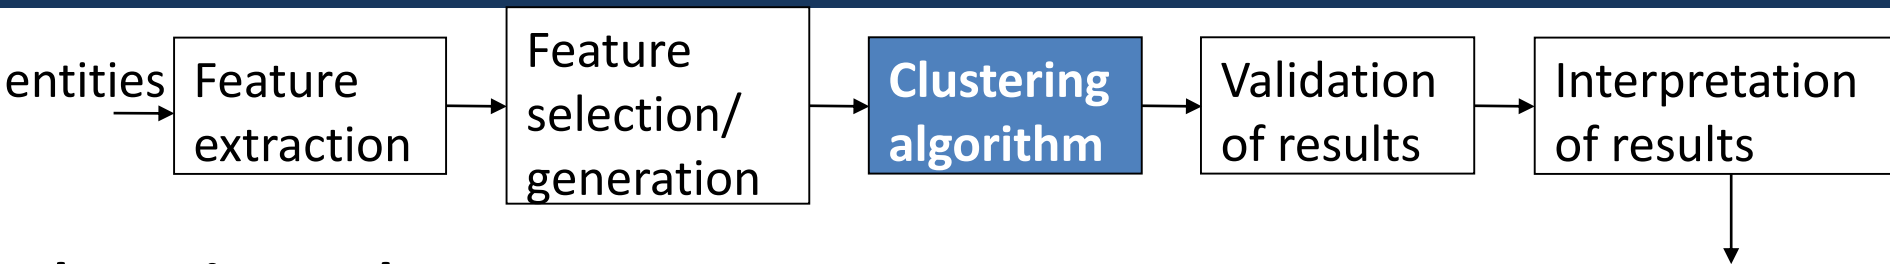 entities
Feature
extraction
Feature
selection/
generation
Clustering
algorithm
Validation
of results
Interpretation
of results